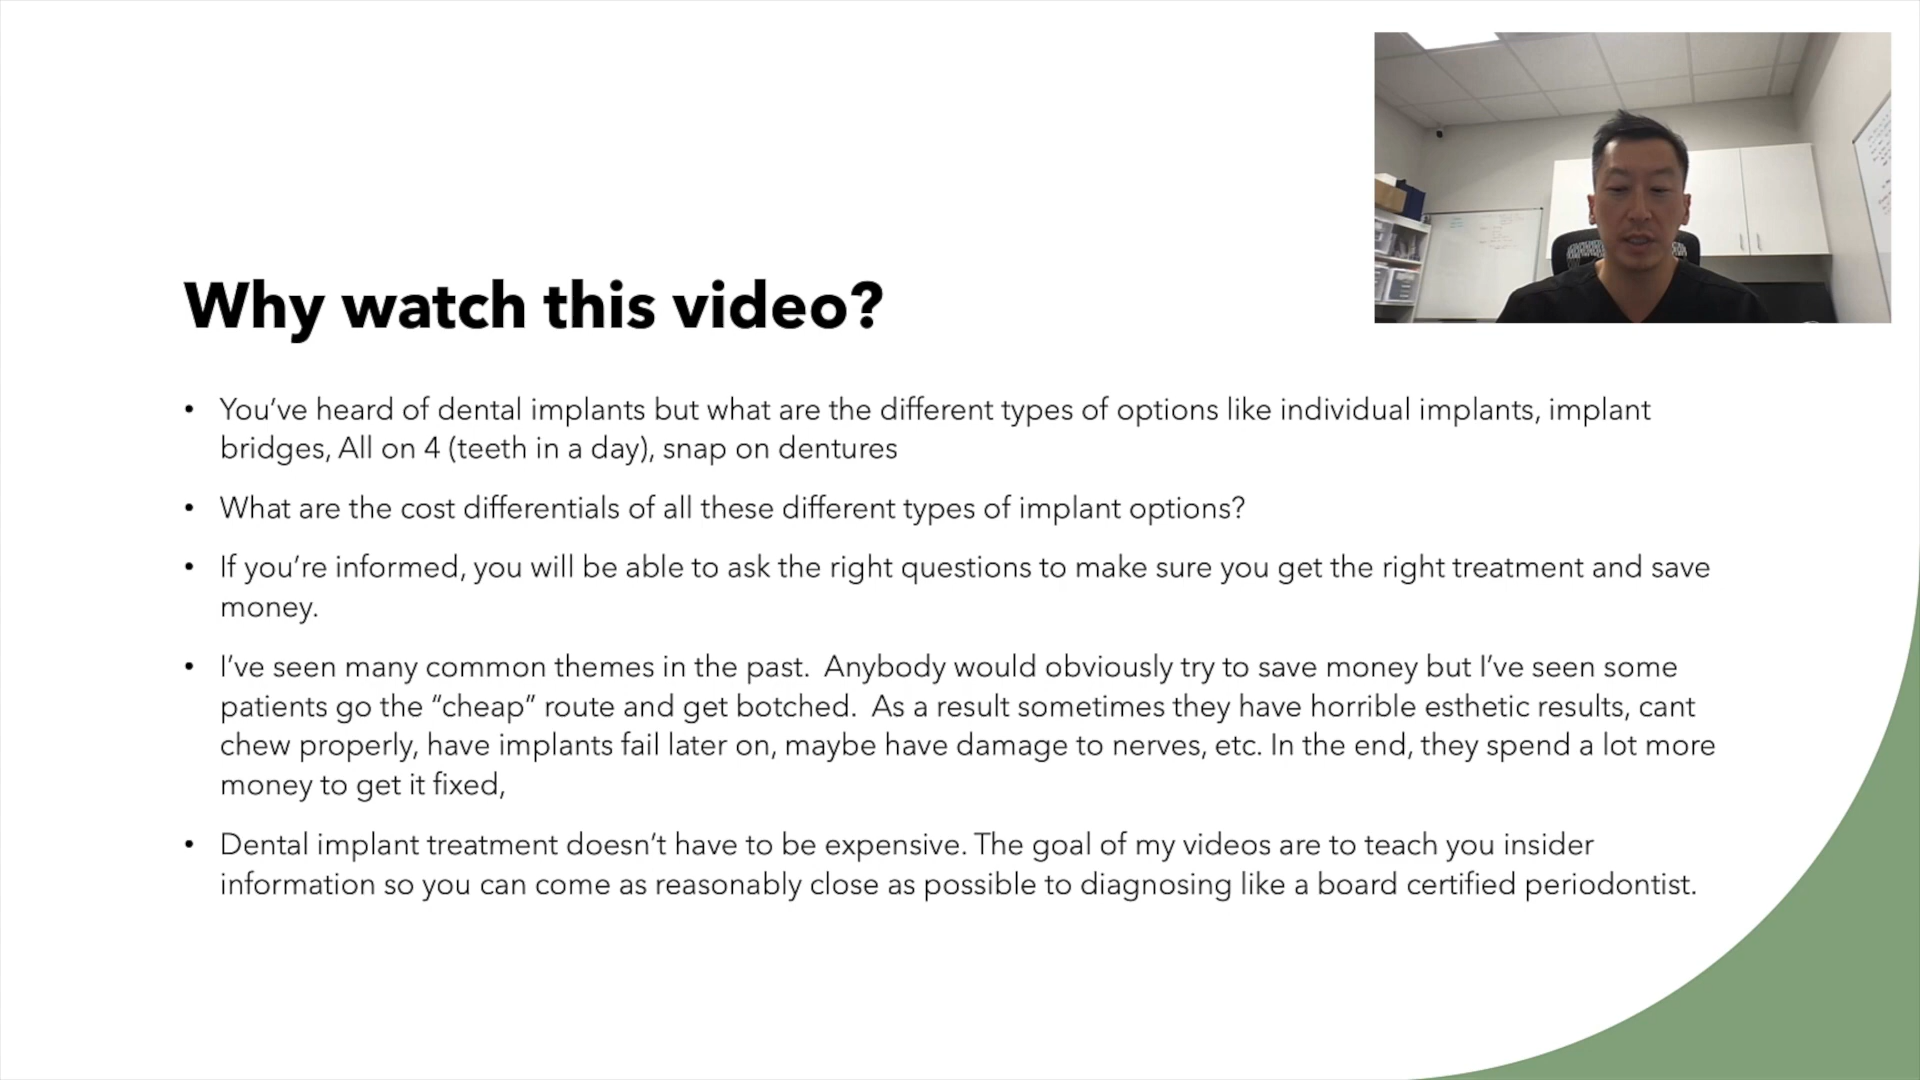 Why watch this video?
• You’ve heard of dental implants but what are the different types of options like individual implants, implant
bridges, All on 4 (teeth in a day), snap on dentures
• What are the cost differentials of all these different types of implant options?
• If you’re informed, you will be able to ask the right questions to make sure you get the right treatment and save
money.
• I’ve seen many common themes in the past.  Anybody would obviously try to save money but I’ve seen some
patients go the “cheap” route and get botched.  As a result sometimes they have horrible esthetic results, cant
chew properly, have implants fail later on, maybe have damage to nerves, etc. In the end, they spend a lot more
money to get it fixed,
• Dental implant treatment doesn’t have to be expensive. The goal of my videos are to teach you insider
information so you can come as reasonably close as possible to diagnosing like a board certified periodontist.